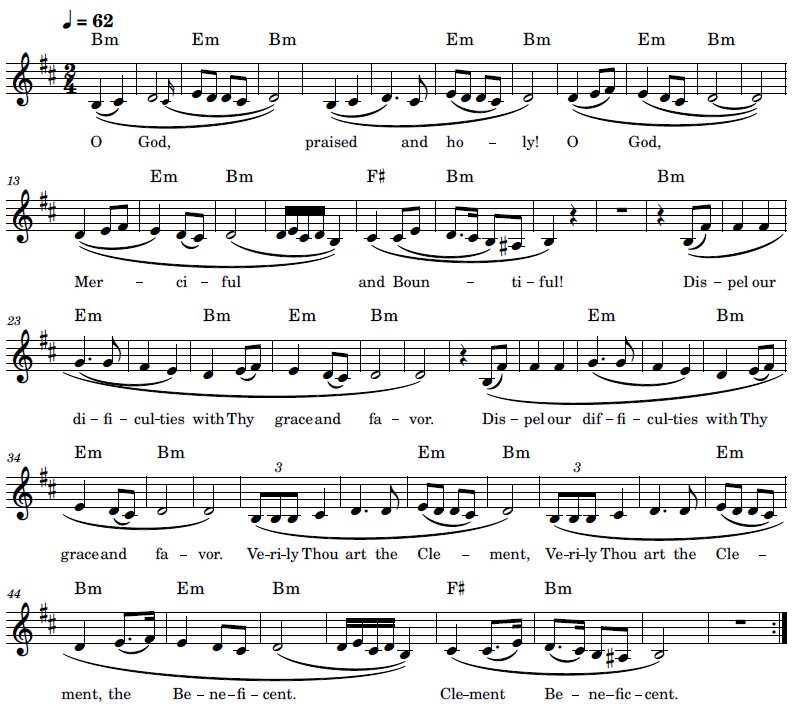 ♩ = 62
Bm Em Bm Em Bm Em Bm
2
4
O God, praised and ho – ly! O God,
13
Em Bm F♯ Bm Bm
Mer – ci – ful and Boun – ti – ful! Dis – pel our
23
Em Bm Em Bm Em Bm
di – fi – cul–ties with Thy grace and fa – vor. Dis – pel our dif – fi – cul–ties with Thy
34
Em Bm Em Bm Em
3 3
grace and fa – vor. Ve–ri–ly Thou art the Cle – ment, Ve–ri–ly Thou art the Cle –
44
Bm Em Bm F♯ Bm
ment, the Be – ne–fi – cent. Cle–ment Be – ne–fic–cent.